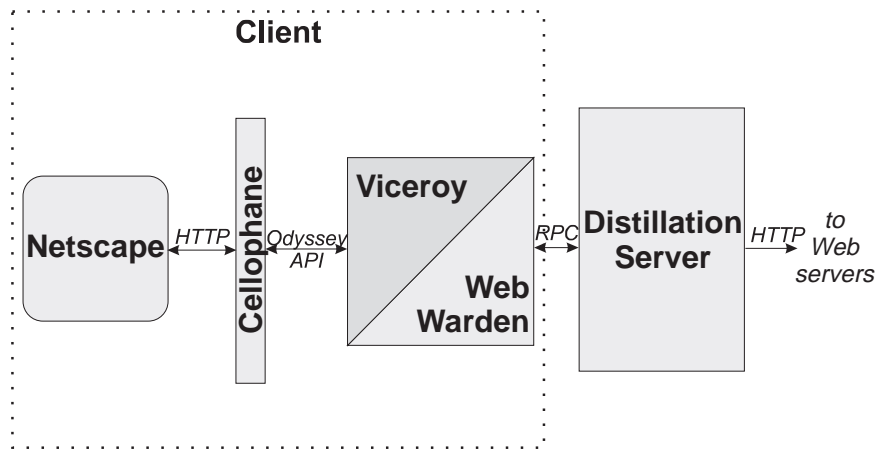 Client
Netscape
HTTP
Cellophane
Odyssey
API
Viceroy
Web
Warden
RPC
Distillation
Server
HTTP
to
Web
servers